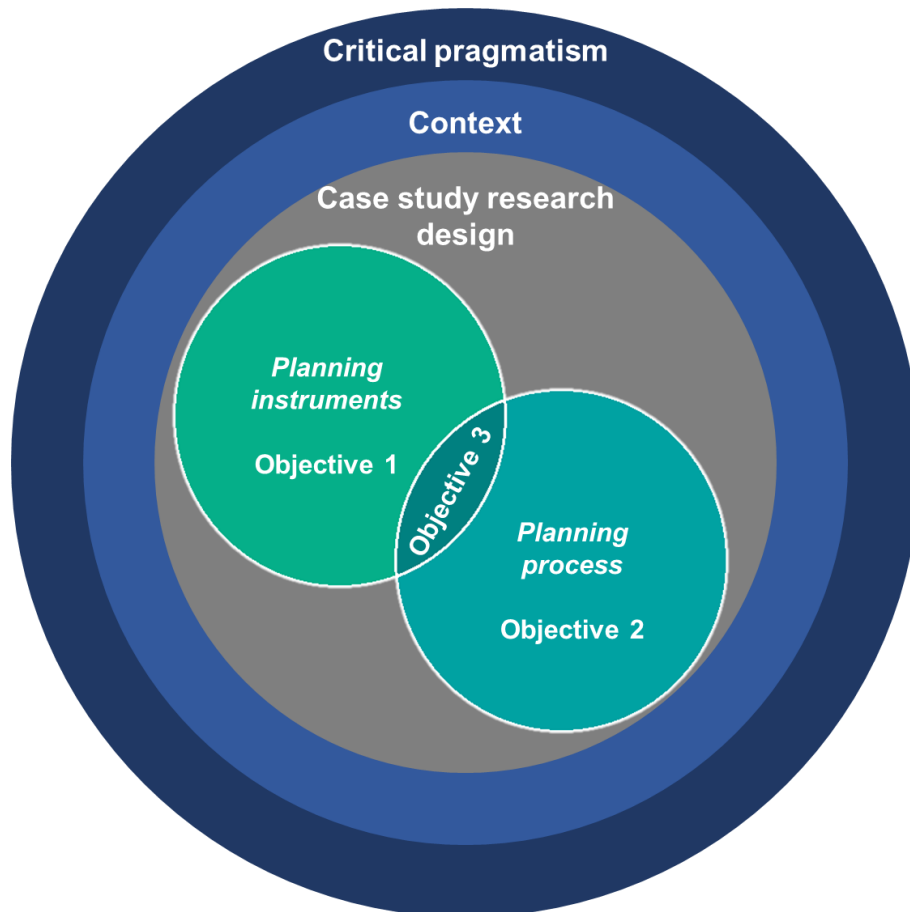 Critical pragmatism
Context
Case study research
design
Planning
instruments
Objective 1
Objective 3
Planning
process
Objective 2